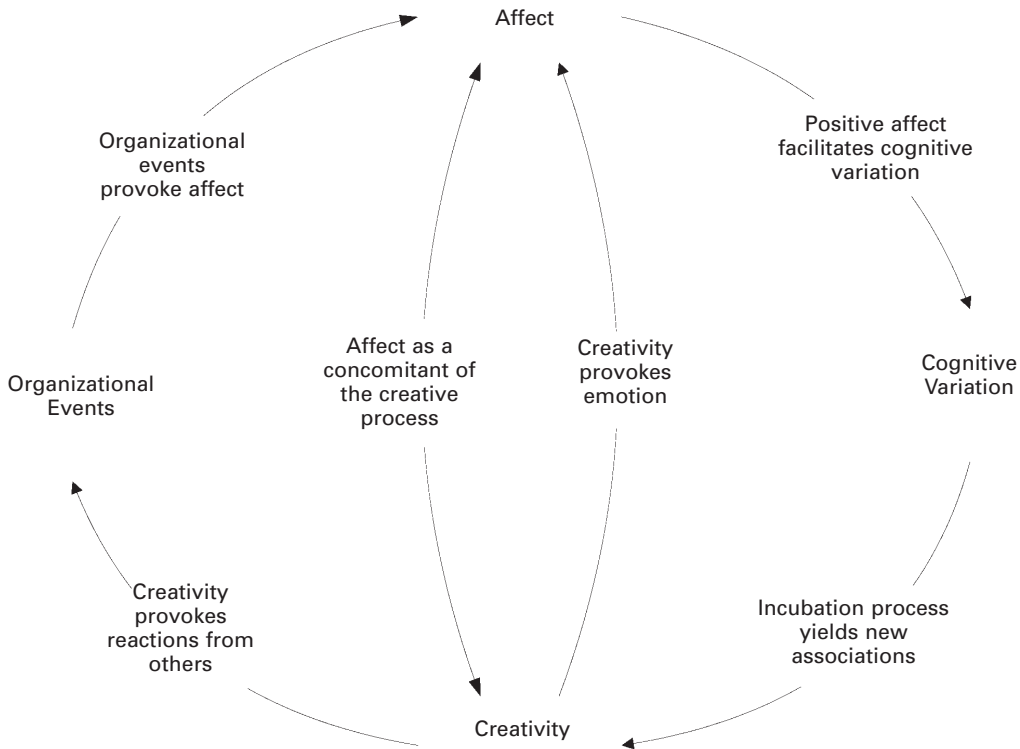 Affect
Organizational
events
provoke affect
Positive affect
facilitates cognitive
variation
Organizational
Events
Affect as a
concomitant of
the creative
process
Creativity
provokes
emotion
Cognitive
Variation
Creativity
provokes
reactions from
others
Incubation process
yields new
associations
Creativity